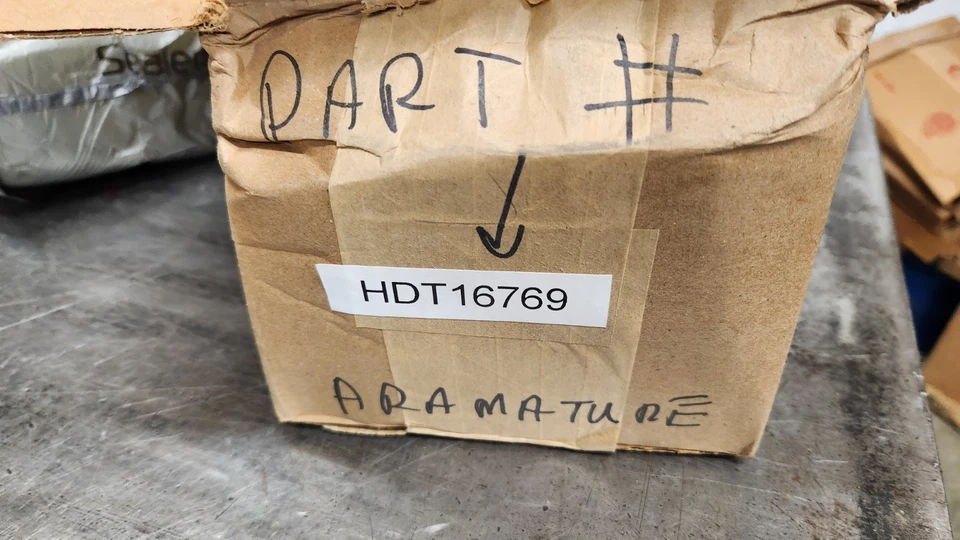 Sealed
PART #
HDT16769
ARAMATURE